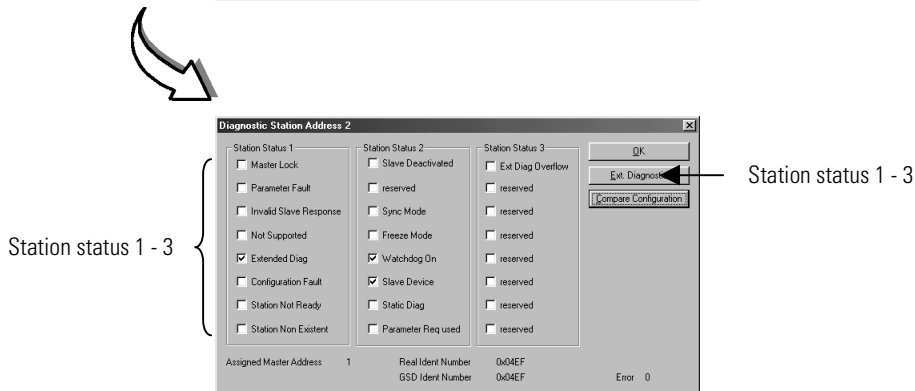 Diagnostic Station Address 2
Station Status 1
Master Lock
Parameter Fault
Invalid Slave Response
Not Supported
Extended Diag
Configuration Fault
Station Not Ready
Station Non Existent
Station Status 2
Slave Deactivated
reserved
Sync Mode
Freeze Mode
Watchdog On
Slave Device
Static Diag
Parameter Req used
Station Status 3
Ext Diag Overflow
reserved
reserved
reserved
reserved
reserved
reserved
reserved
OK
Ext. Diagnostic
Compare Configuration
Station status 1 - 3
Station status 1 - 3
Assigned Master Address 1
Real Ident Number 0x04EF
GSD Ident Number 0x04EF
Error 0